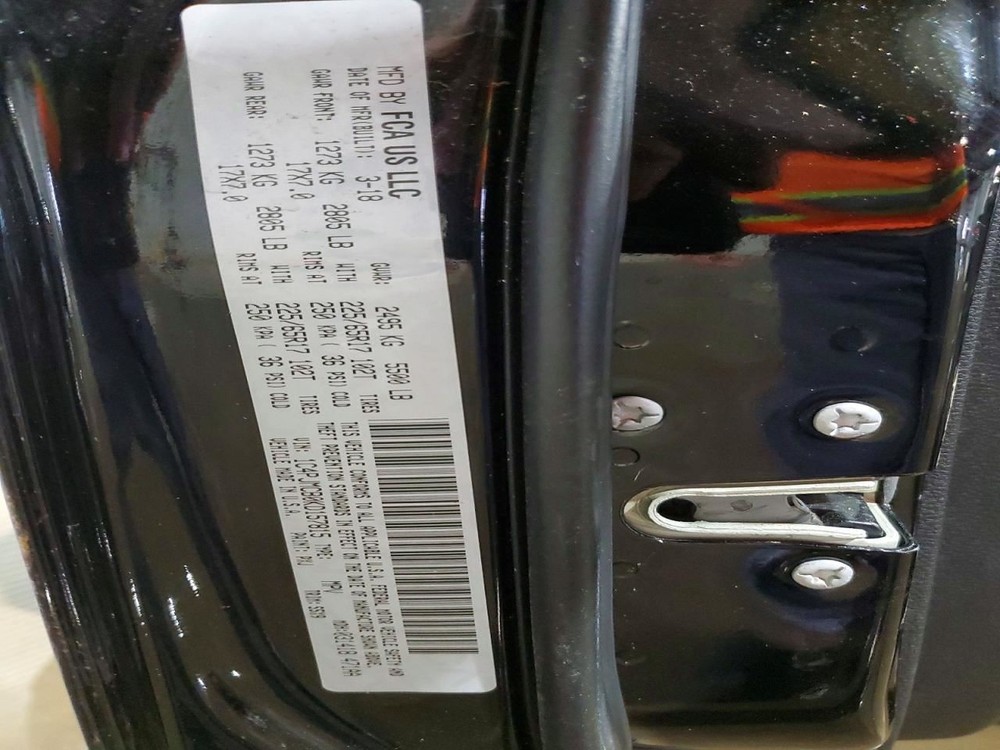 MFD BY FCA US LLC
DATE OF MFR(BUILT): 3-18 GVWR: 2495 KG 5500 LB
GAWR FRONT: 1273 KG 2805 LB WITH 225/65R17 102T TIRES
17X7.0 RIMS AT 250 KPA( 36 PSI) COLD
GAWR REAR: 1273 KG 2805 LB WITH 225/65R17 102T TIRES
17X7.0 RIMS AT 250 KPA( 36 PSI) COLD
THIS VEHICLE CONFORMS TO ALL APPLICABLE U.S.A. FEDERAL MOTOR VEHICLE SAFETY AND
THEFT PREVENTION STANDARDS IN EFFECT ON THE DATE OF MANUFACTURE SHOWN ABOVE.
VIN: TYPE: MPV
VEHICLE MADE IN U.S.A. PAINT: TRIM: